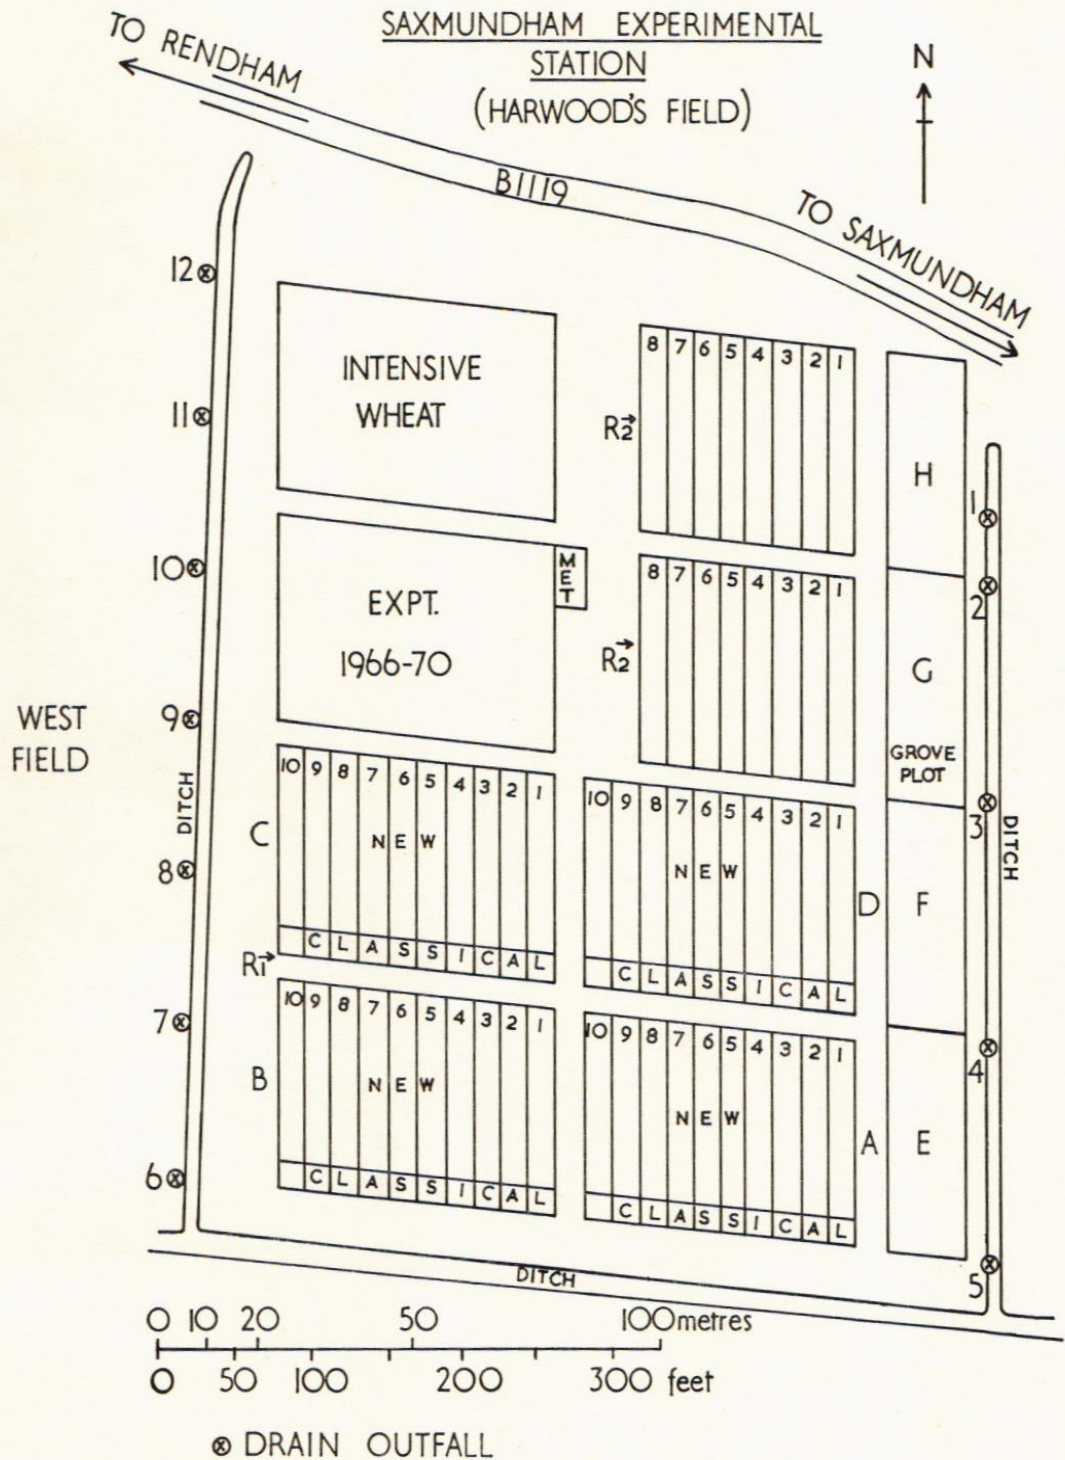 SAXMUNDHAM EXPERIMENTAL
STATION
(HARWOOD'S FIELD)
N
TO RENDHAM
B1119
TO SAXMUNDHAM
12
11
10
9
8
7
6
WEST
FIELD
DITCH
INTENSIVE
WHEAT
EXPT.
1966-70
MET
R2
8 7 6 5 4 3 2 1
R2
8 7 6 5 4 3 2 1
H
G
GROVE
PLOT
F
E
1
2
3
4
5
DITCH
C
10 9 8 7 6 5 4 3 2 1
NEW
CLASSICAL
D
10 9 8 7 6 5 4 3 2 1
NEW
CLASSICAL
R1
B
10 9 8 7 6 5 4 3 2 1
NEW
CLASSICAL
A
10 9 8 7 6 5 4 3 2 1
NEW
CLASSICAL
DITCH
0 10 20 50 100 metres
0 50 100 200 300 feet
⊗ DRAIN OUTFALL